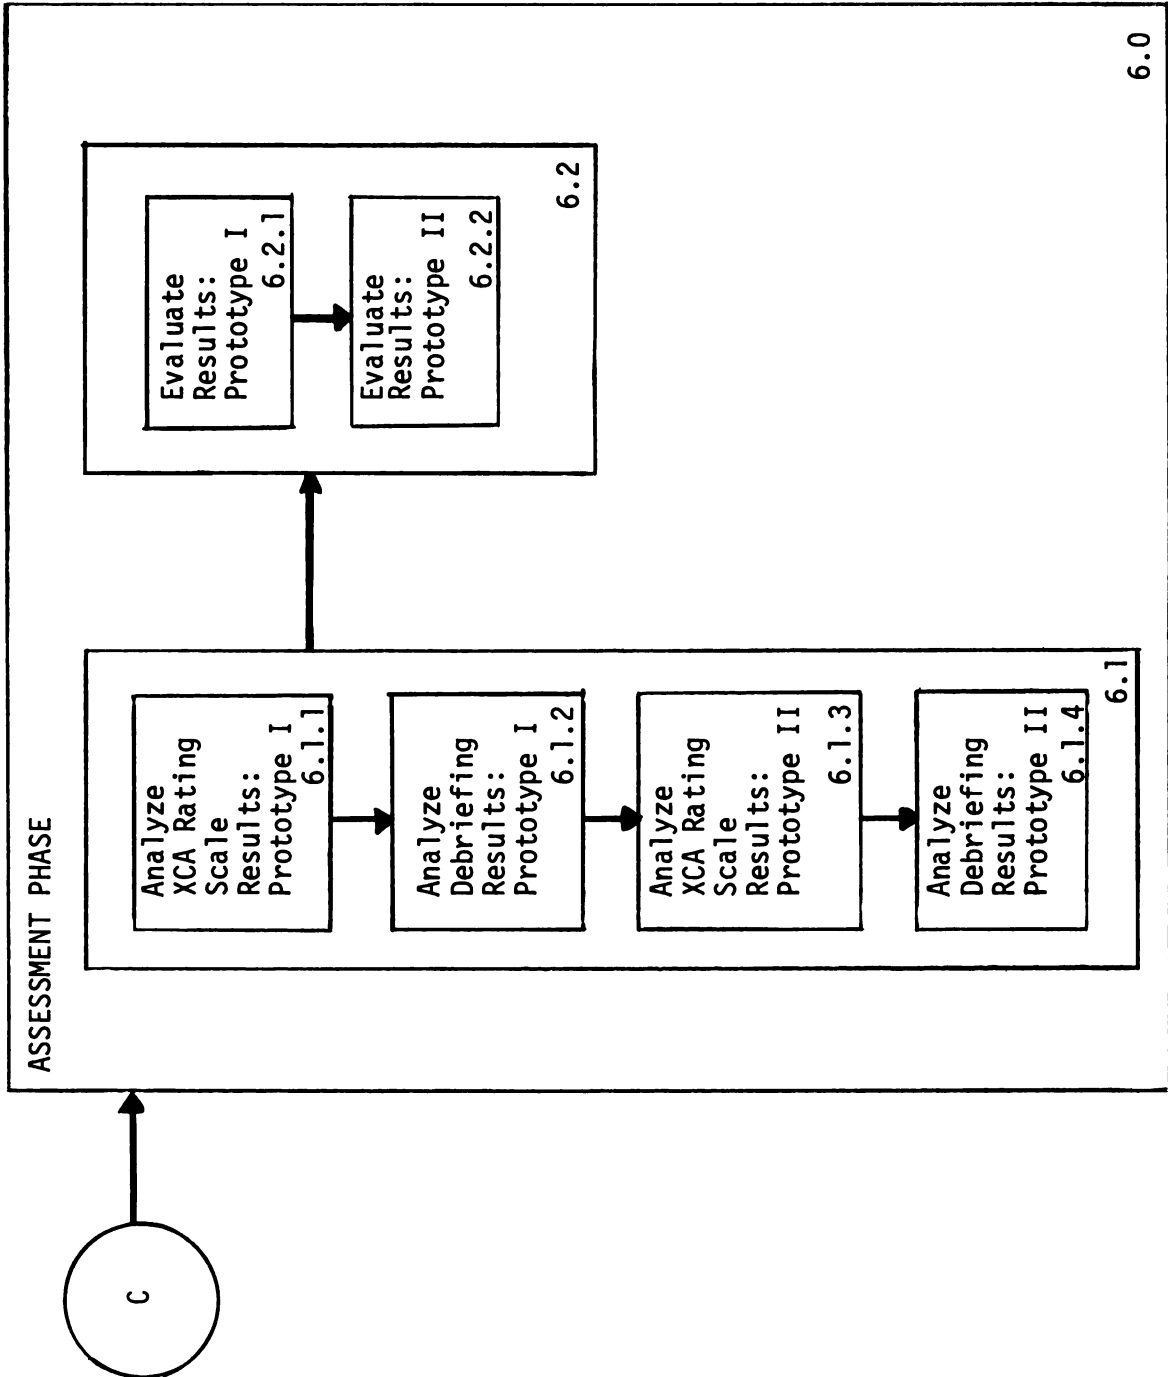 C
ASSESSMENT PHASE
Analyze
XCA Rating
Scale
Results:
Prototype I
6.1.1
Analyze
Debriefing
Results:
Prototype I
6.1.2
Analyze
XCA Rating
Scale
Results:
Prototype II
6.1.3
Analyze
Debriefing
Results:
Prototype II
6.1.4
6.1
Evaluate
Results:
Prototype I
6.2.1
Evaluate
Results:
Prototype II
6.2.2
6.2
6.0